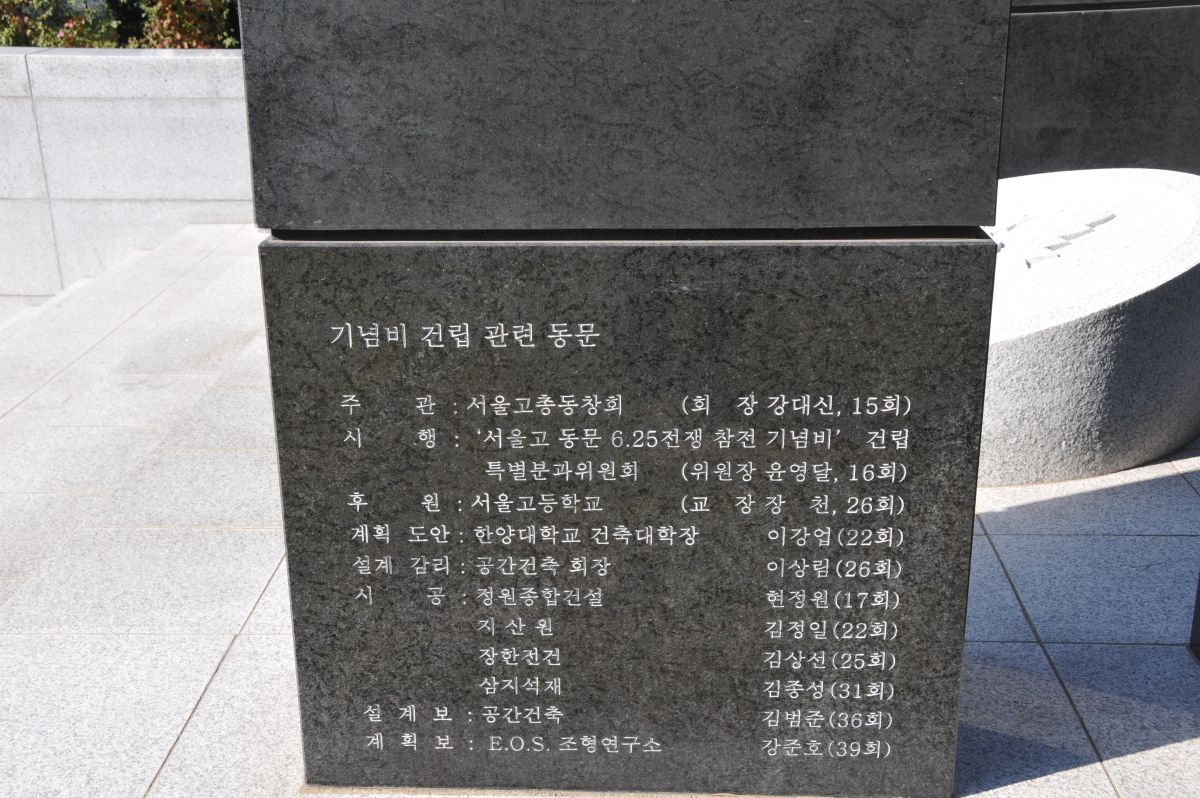 기념비 건립 관련 동문
주 관 : 서울고총동창회 (회 장 강대신, 15회)
시 행 : '서울고 동문 6.25전쟁 참전 기념비' 건립
특별분과위원회 (위원장 윤영달, 16회)
후 원 : 서울고등학교 (교 장 장 천, 26회)
계획 도안 : 한양대학교 건축대학장 이강업(22회)
설계 감리 : 공간건축 회장 이상림(26회)
시 공 : 정원종합건설 현정원(17회)
지 산 원 김정일(22회)
장한전건 김상선(25회)
삼지석재 김종성(31회)
설 계 보 : 공간건축 김범준(36회)
계 획 보 : E.O.S. 조형연구소 강준호(39회)